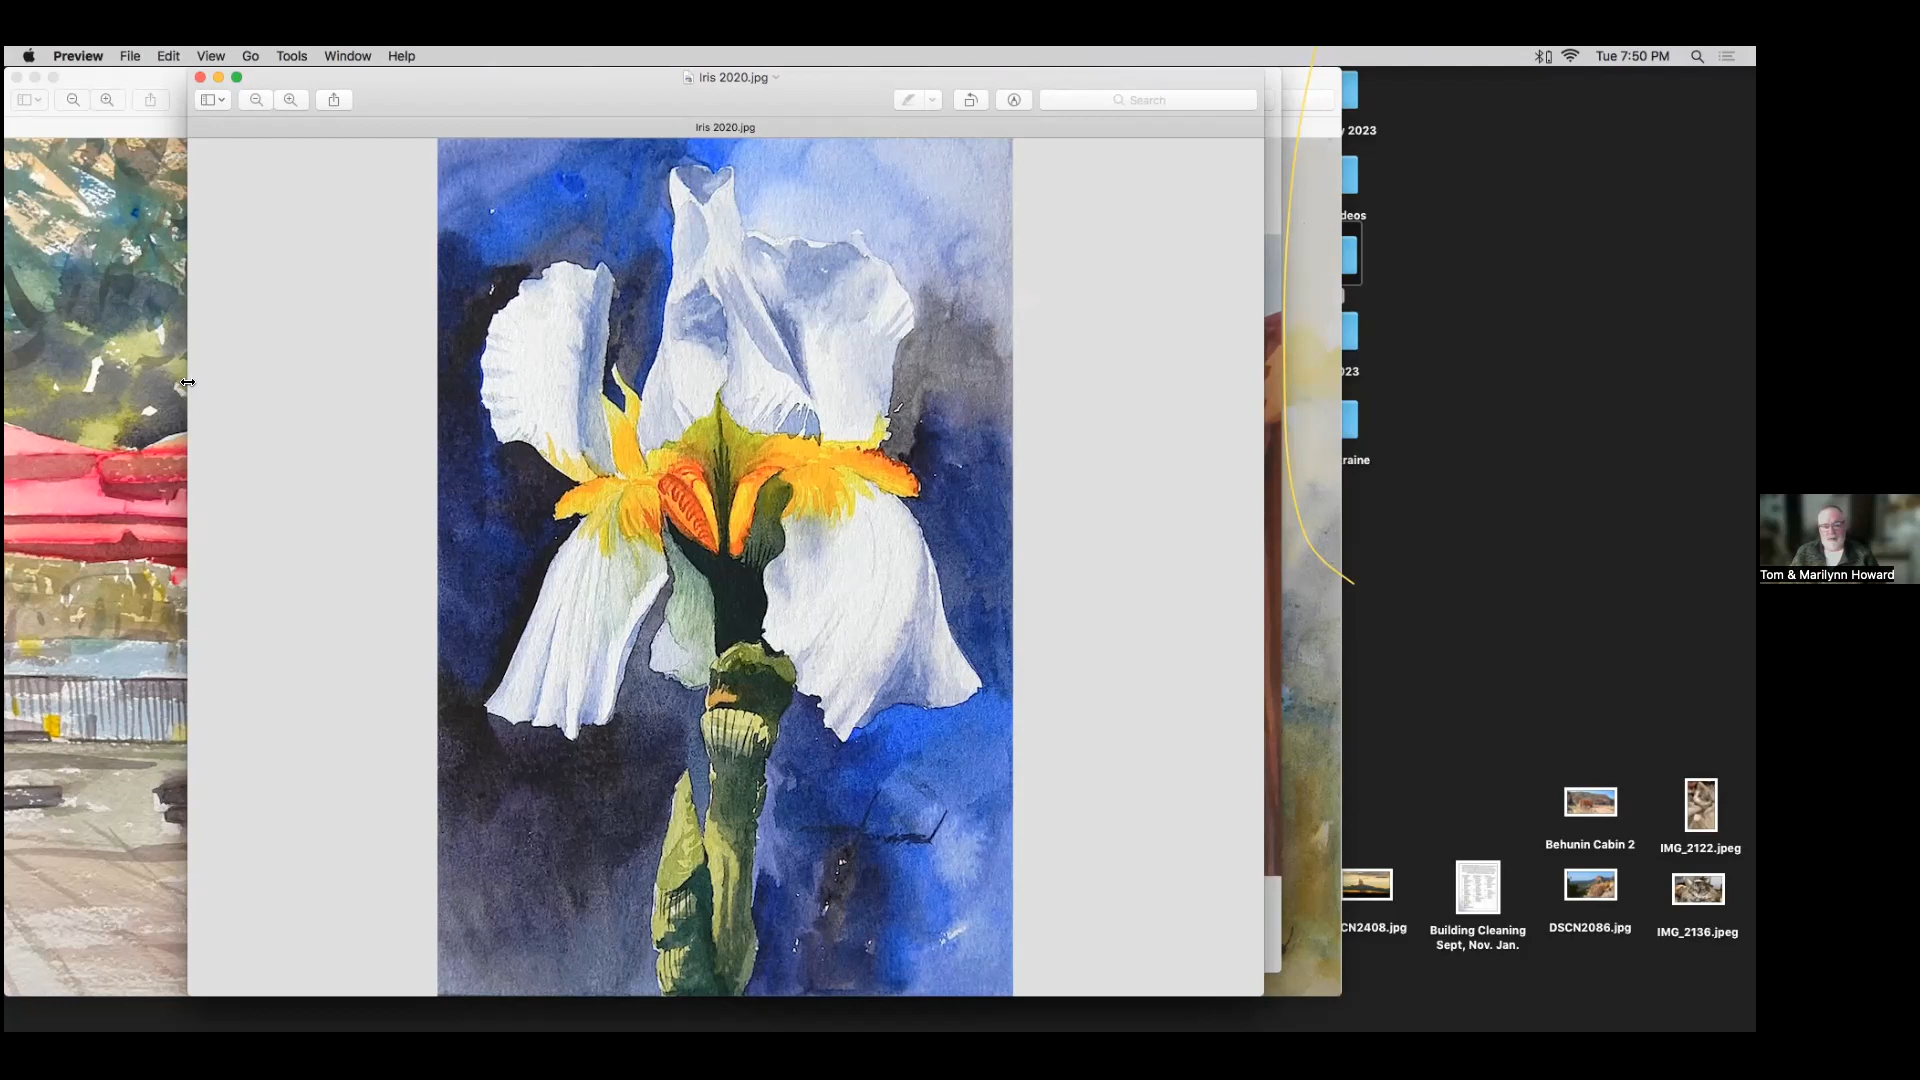 Preview File Edit View Go Tools Window Help
Tue 7:50 PM
Iris 2020.jpg
Search
Iris 2020.jpg
2023
deos
023
raine
Behunin Cabin 2
IMG_2122.jpeg
CN2408.jpg
Building Cleaning
Sept, Nov. Jan.
DSCN2086.jpg
IMG_2136.jpeg
Tom & Marilynn Howard